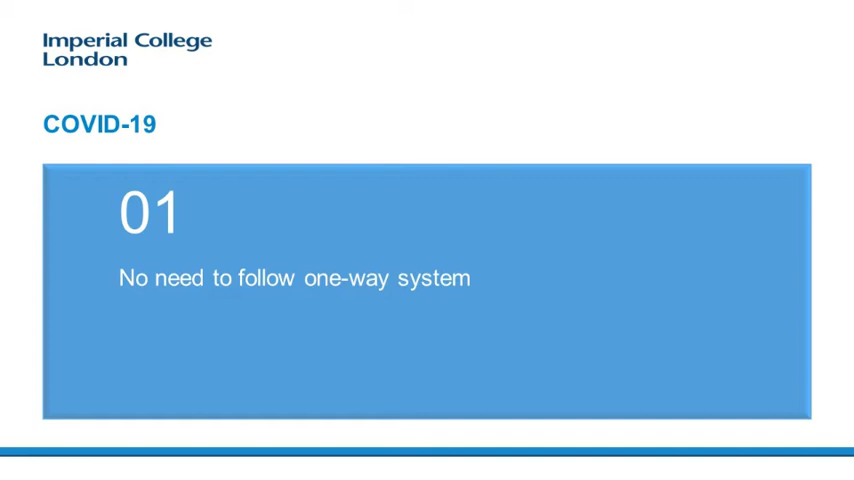 Imperial College
London
COVID-19
01
No need to follow one-way system